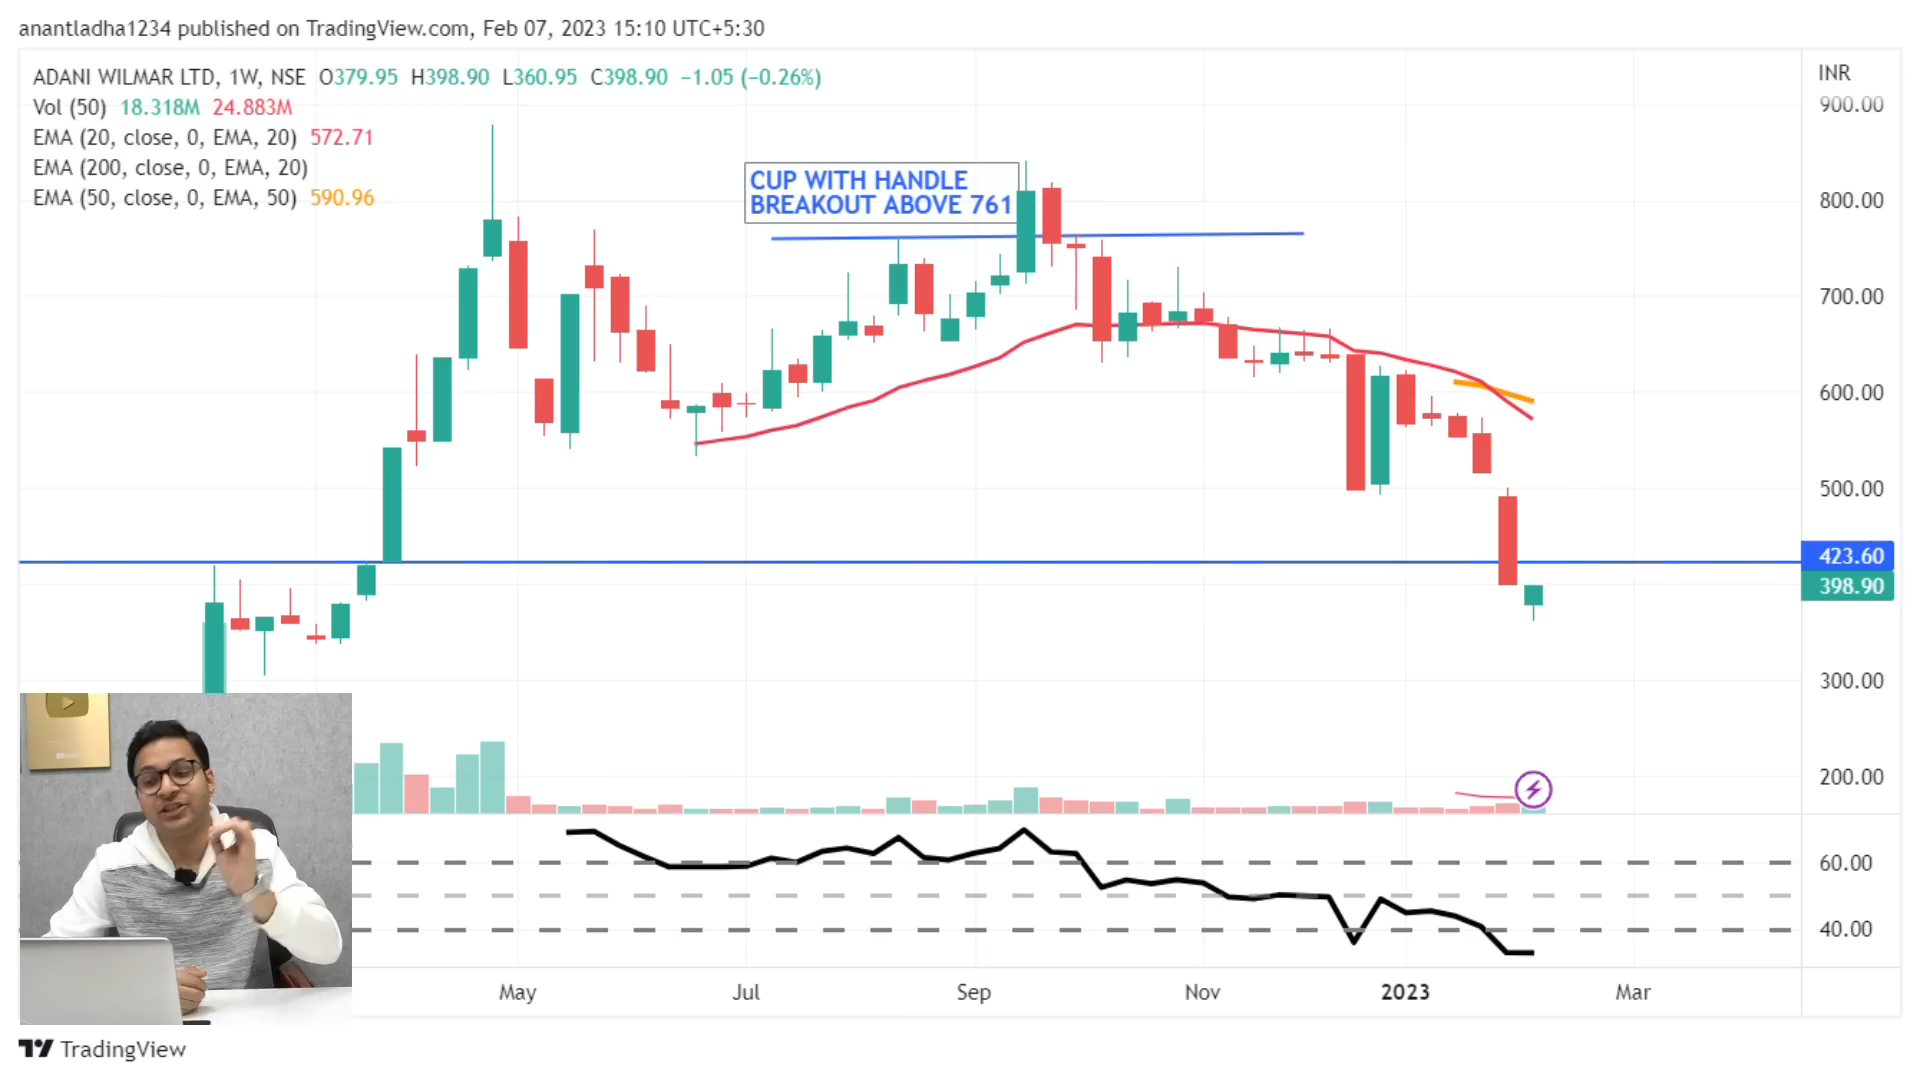 anantladha1234 published on TradingView.com, Feb 07, 2023 15:10 UTC+5:30
ADANI WILMAR LTD, 1W, NSE O379.95 H398.90 L360.95 C398.90 −1.05 (−0.26%)
Vol (50) 18.318M 24.883M
EMA (20, close, 0, EMA, 20) 572.71
EMA (200, close, 0, EMA, 20)
EMA (50, close, 0, EMA, 50) 590.96
CUP WITH HANDLE
BREAKOUT ABOVE 761
INR
900.00
800.00
700.00
600.00
500.00
423.60
398.90
300.00
200.00
60.00
40.00
May Jul Sep Nov 2023 Mar
TradingView